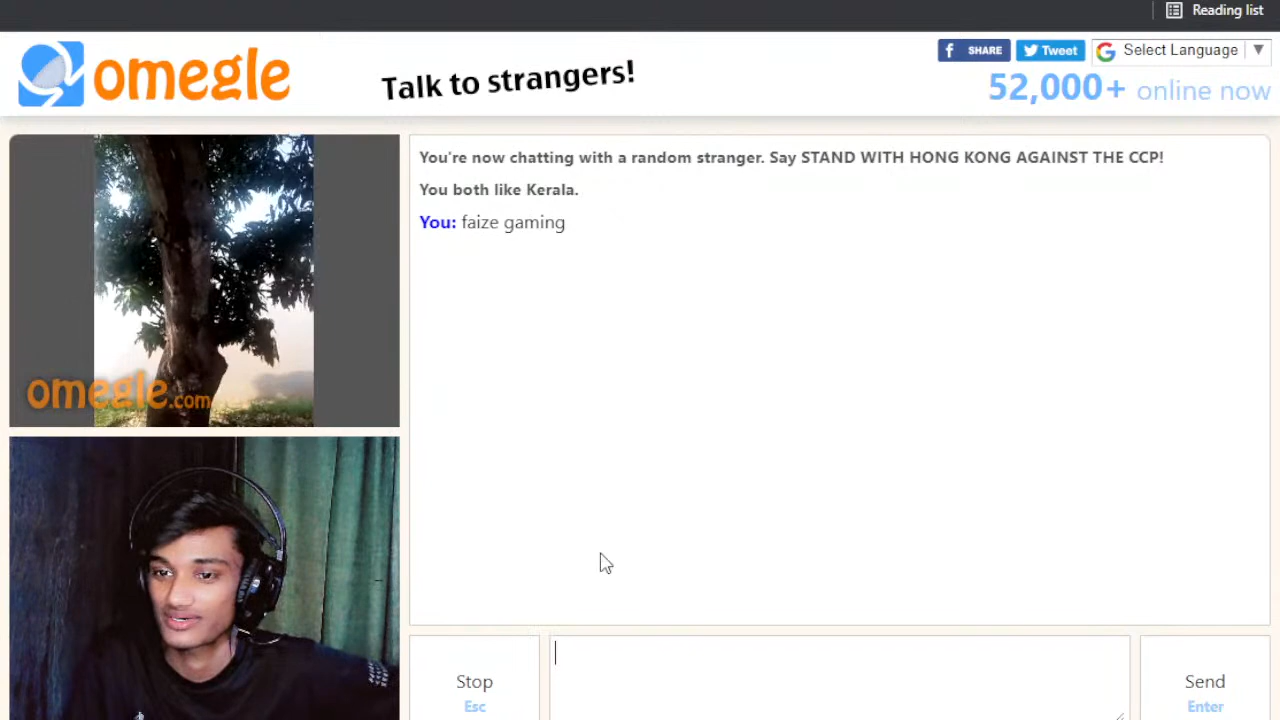 Reading list
omegle
Talk to strangers!
SHARE
Tweet
Select Language
52,000+ online now
omegle.com
You're now chatting with a random stranger. Say STAND WITH HONG KONG AGAINST THE CCP!
You both like Kerala.
You: faize gaming
Stop
Esc
Send
Enter